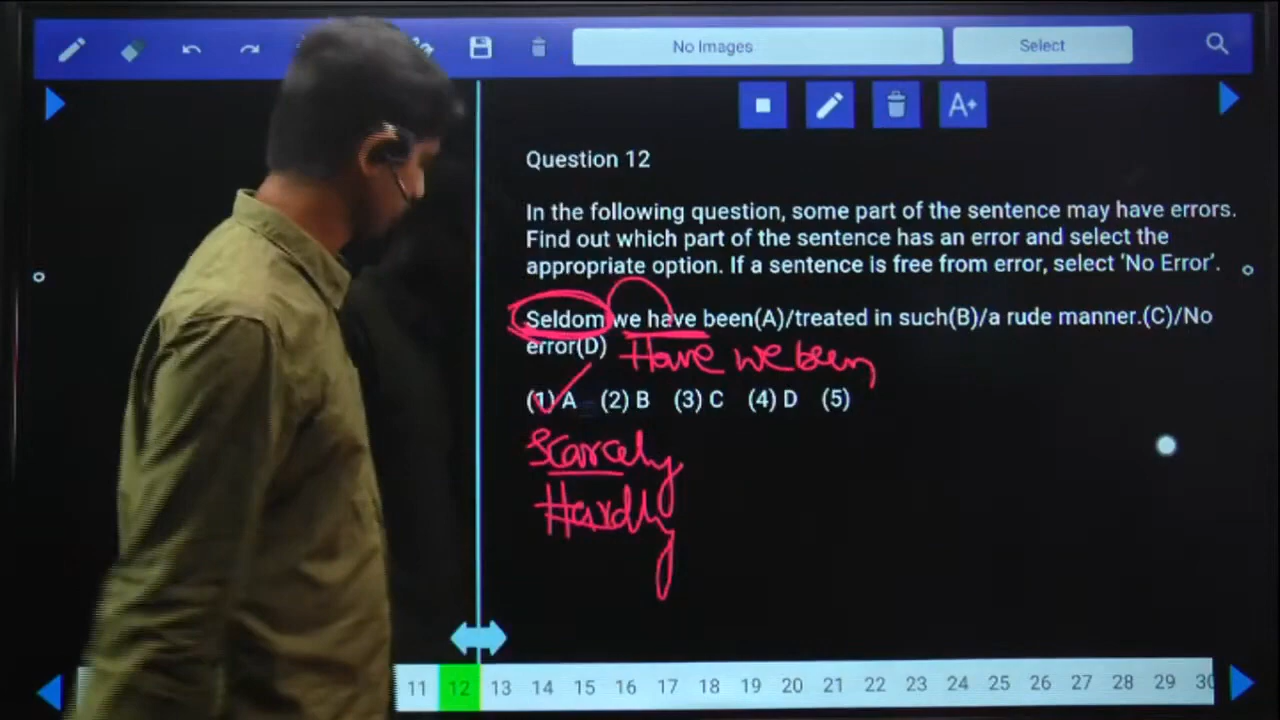 No Images
Select
A+
Question 12
In the following question, some part of the sentence may have errors.
Find out which part of the sentence has an error and select the
appropriate option. If a sentence is free from error, select 'No Error'.
Seldom we have been(A)/treated in such(B)/a rude manner.(C)/No
error(D)
Have we been
(1) A (2) B (3) C (4) D (5)
Scarcely
Hardly
11 12 13 14 15 16 17 18 19 20 21 22 23 24 25 26 27 28 29 30